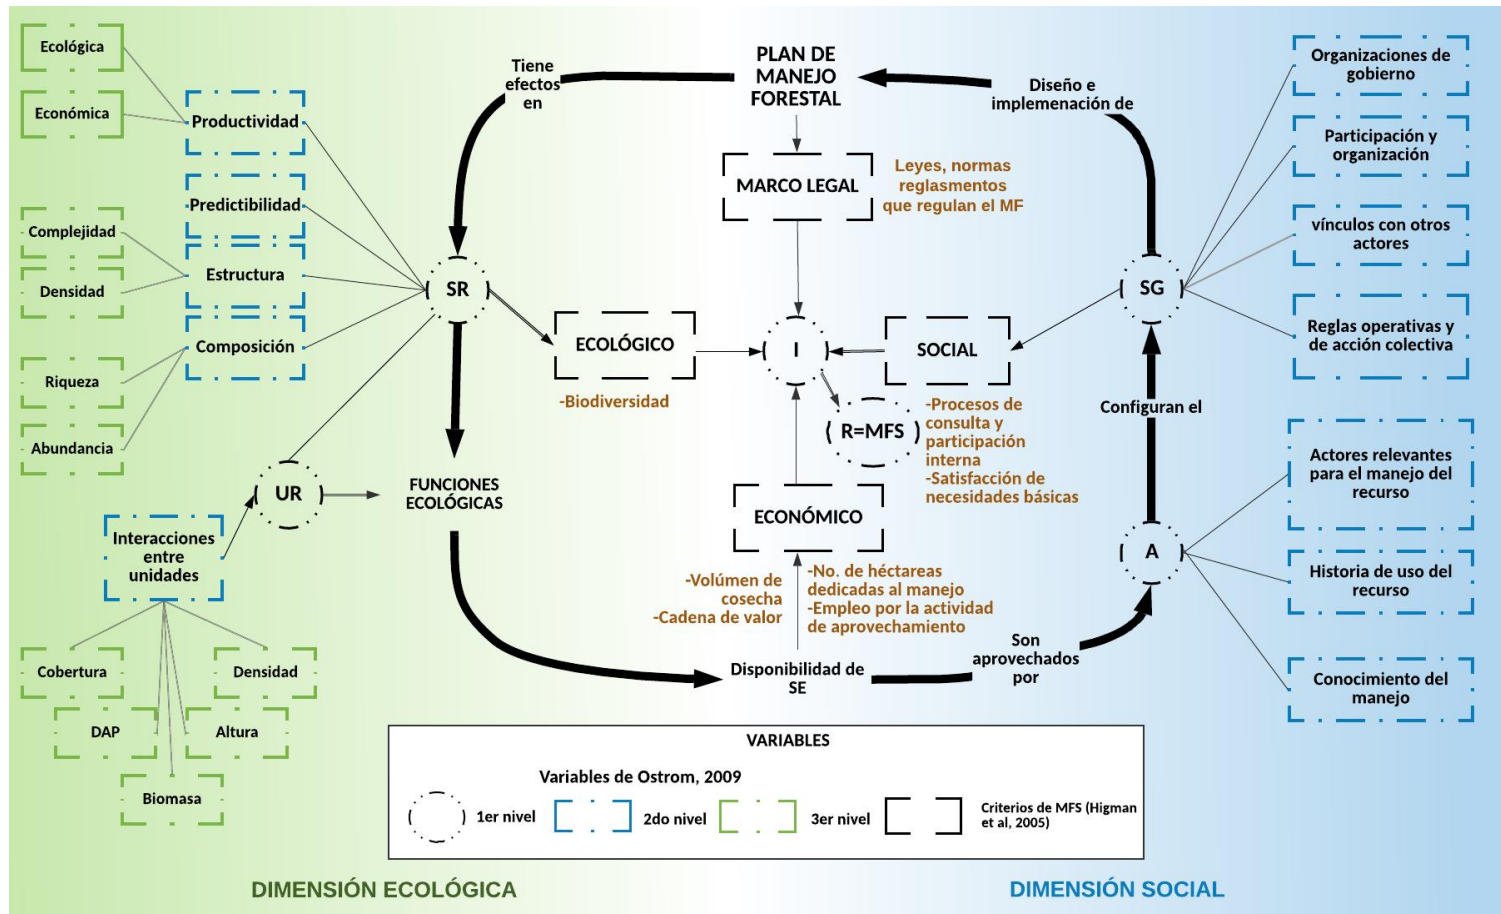 Ecológica
Económica
Productividad
Predictibilidad
Complejidad
Densidad
Estructura
Composición
Riqueza
Abundancia
UR
Interacciones
entre
unidades
Cobertura
Densidad
DAP
Altura
Biomasa
Tiene
efectos
en
SR
FUNCIONES
ECOLÓGICAS
PLAN DE
MANEJO
FORESTAL
MARCO LEGAL
Leyes, normas
reglasmentos
que regulan el MF
ECOLÓGICO
-Biodiversidad
I
SOCIAL
R=MFS
-Procesos de
consulta y
participación
interna
-Satisfacción de
necesidades básicas
ECONÓMICO
-Volúmen de
cosecha
-Cadena de valor
-No. de héctareas
dedicadas al manejo
-Empleo por la actividad
de aprovechamiento
Disponibilidad de
SE
Son
aprovechados
por
Diseño e
implemenación de
SG
Configuran el
A
Organizaciones de
gobierno
Participación y
organización
vínculos con otros
actores
Reglas operativas y
de acción colectiva
Actores relevantes
para el manejo del
recurso
Historia de uso del
recurso
Conocimiento del
manejo
VARIABLES
Variables de Ostrom, 2009
1er nivel
2do nivel
3er nivel
Criterios de MFS (Higman
et al, 2005)
DIMENSIÓN ECOLÓGICA
DIMENSIÓN SOCIAL